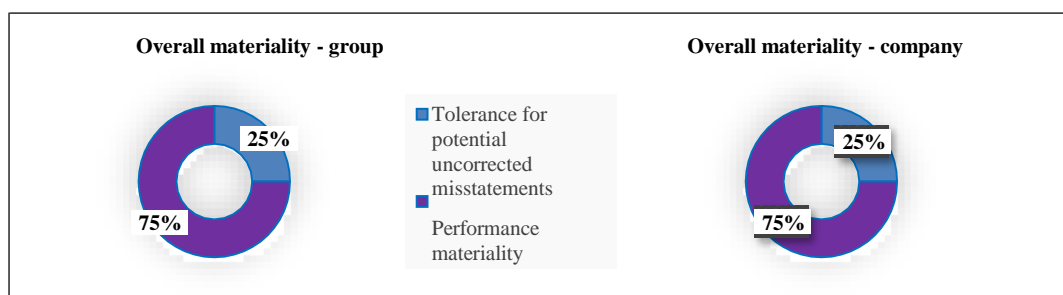 Overall materiality - group
25%
75%
Tolerance for
potential
uncorrected
misstatements
Performance
materiality
Overall materiality - company
25%
75%